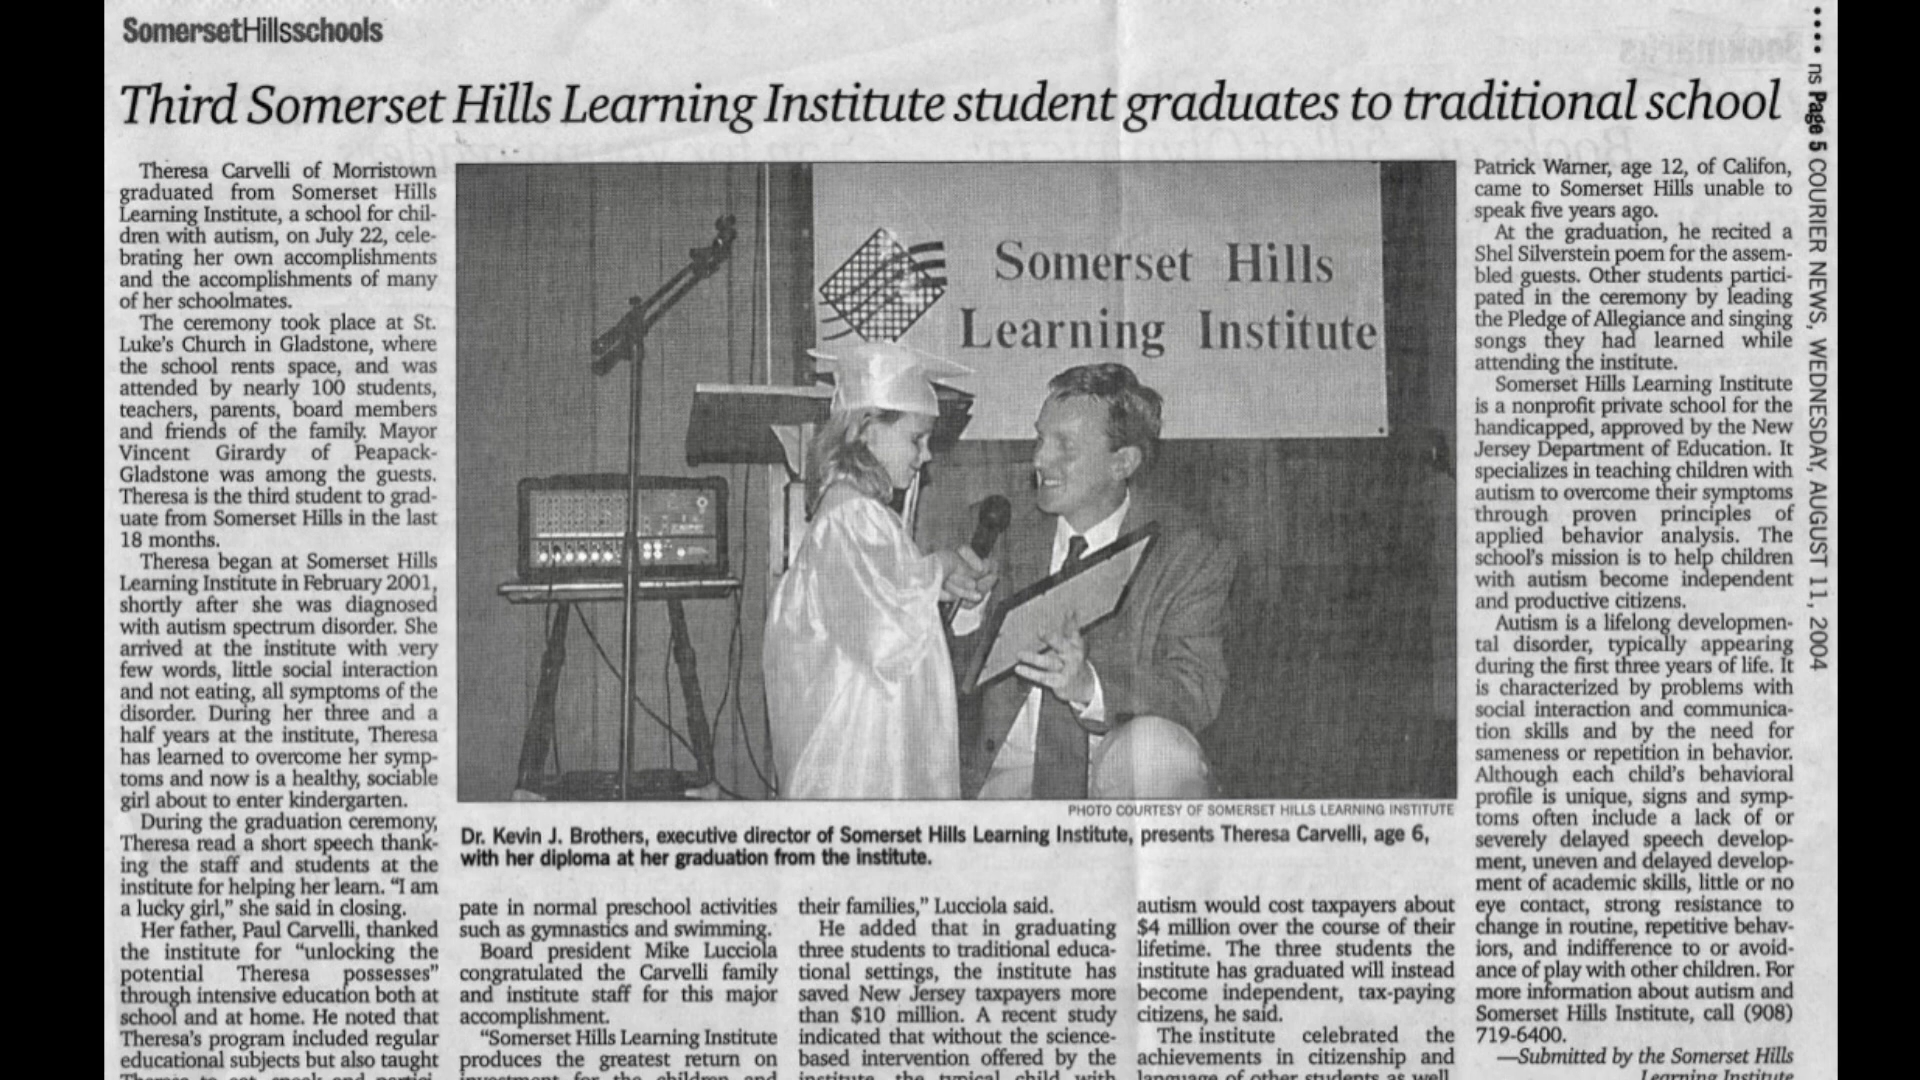 SomersetHillsschools
Third Somerset Hills Learning Institute student graduates to traditional school
Theresa Carvelli of Morristown
graduated from Somerset Hills
Learning Institute, a school for chil-
dren with autism, on July 22, cele-
brating her own accomplishments
and the accomplishments of many
of her schoolmates.
The ceremony took place at St.
Luke's Church in Gladstone, where
the school rents space, and was
attended by nearly 100 students,
teachers, parents, board members
and friends of the family. Mayor
Vincent Girardy of Peapack-
Gladstone was among the guests.
Theresa is the third student to grad-
uate from Somerset Hills in the last
18 months.
Theresa began at Somerset Hills
Learning Institute in February 2001,
shortly after she was diagnosed
with autism spectrum disorder. She
arrived at the institute with very
few words, little social interaction
and not eating, all symptoms of the
disorder. During her three and a
half years at the institute, Theresa
has learned to overcome her symp-
toms and now is a healthy, sociable
girl about to enter kindergarten.
During the graduation ceremony,
Theresa read a short speech thank-
ing the staff and students at the
institute for helping her learn. "I am
a lucky girl," she said in closing.
Her father, Paul Carvelli, thanked
the institute for "unlocking the
potential Theresa possesses"
through intensive education both at
school and at home. He noted that
Theresa's program included regular
educational subjects but also taught
Theresa to eat, speak and partici-
Somerset Hills
Learning Institute
PHOTO COURTESY OF SOMERSET HILLS LEARNING INSTITUTE
Dr. Kevin J. Brothers, executive director of Somerset Hills Learning Institute, presents Theresa Carvelli, age 6,
with her diploma at her graduation from the institute.
pate in normal preschool activities
such as gymnastics and swimming.
Board president Mike Lucciola
congratulated the Carvelli family
and institute staff for this major
accomplishment.
"Somerset Hills Learning Institute
produces the greatest return on
investment for the children and
their families," Lucciola said.
He added that in graduating
three students to traditional educa-
tional settings, the institute has
saved New Jersey taxpayers more
than $10 million. A recent study
indicated that without the science-
based intervention offered by the
institute, the typical child with
autism would cost taxpayers about
$4 million over the course of their
lifetime. The three students the
institute has graduated will instead
become independent, tax-paying
citizens, he said.
The institute celebrated the
achievements in citizenship and
language of other students as well.
Patrick Warner, age 12, of Califon,
came to Somerset Hills unable to
speak five years ago.
At the graduation, he recited a
Shel Silverstein poem for the assem-
bled guests. Other students partici-
pated in the ceremony by leading
the Pledge of Allegiance and singing
songs they had learned while
attending the institute.
Somerset Hills Learning Institute
is a nonprofit private school for the
handicapped, approved by the New
Jersey Department of Education. It
specializes in teaching children with
autism to overcome their symptoms
through proven principles of
applied behavior analysis. The
school's mission is to help children
with autism become independent
and productive citizens.
Autism is a lifelong developmen-
tal disorder, typically appearing
during the first three years of life. It
is characterized by problems with
social interaction and communica-
tion skills and by the need for
sameness or repetition in behavior.
Although each child's behavioral
profile is unique, signs and symp-
toms often include a lack of or
severely delayed speech develop-
ment, uneven and delayed develop-
ment of academic skills, little or no
eye contact, strong resistance to
change in routine, repetitive behav-
iors, and indifference to or avoid-
ance of play with other children. For
more information about autism and
Somerset Hills Institute, call (908)
719-6400.
—Submitted by the Somerset Hills
Learning Institute
ns Page 5 COURIER NEWS, WEDNESDAY, AUGUST 11, 2004